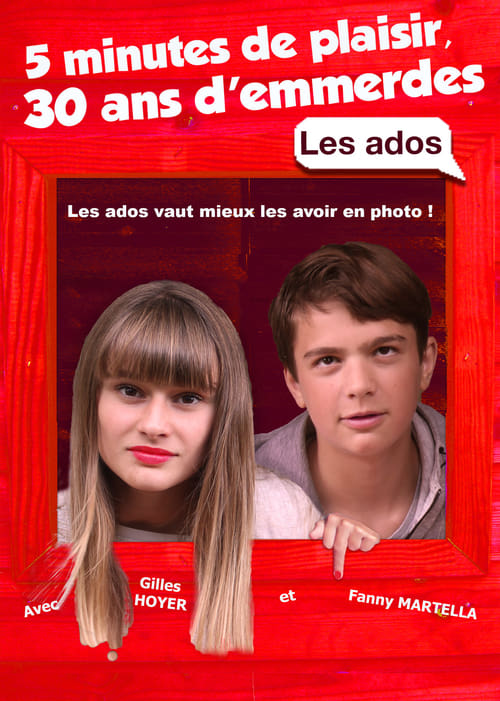 5 minutes de plaisir,
30 ans d'emmerdes
Les ados
Les ados vaut mieux les avoir en photo !
Avec
Gilles
HOYER
et
Fanny MARTELLA